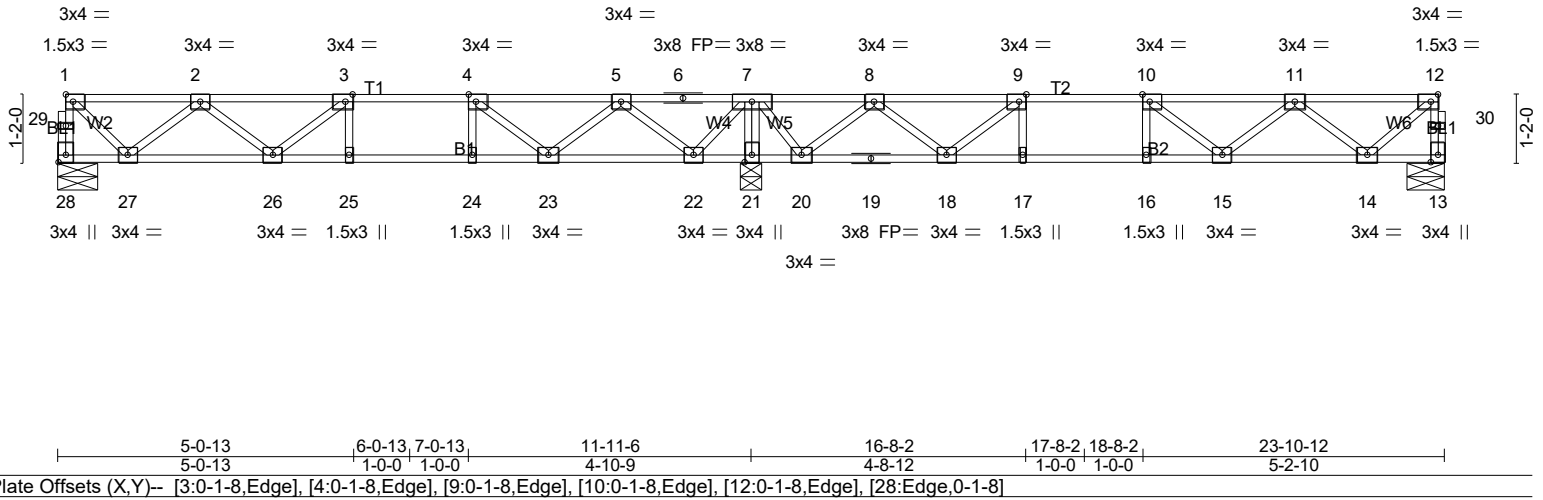 3x4 = 3x4 = 3x4 =
1.5x3 = 3x4 = 3x4 = 3x4 = 3x8 FP= 3x8 = 3x4 = 3x4 = 3x4 = 3x4 = 1.5x3 =
1 2 3 4 5 6 7 8 9 10 11 12
T1 T2
1-2-0 29 BL1 W2 W4 W5 W6 BL1 30 1-2-0
B1 B2
28 27 26 25 24 23 22 21 20 19 18 17 16 15 14 13
3x4 || 3x4 = 3x4 = 1.5x3 || 1.5x3 || 3x4 = 3x4 = 3x4 || 3x8 FP= 3x4 = 1.5x3 || 1.5x3 || 3x4 = 3x4 = 3x4 ||
3x4 =
5-0-13 6-0-13 7-0-13 11-11-6 16-8-2 17-8-2 18-8-2 23-10-12
5-0-13 1-0-0 1-0-0 4-10-9 4-8-12 1-0-0 1-0-0 5-2-10
Plate Offsets (X,Y)-- [3:0-1-8,Edge], [4:0-1-8,Edge], [9:0-1-8,Edge], [10:0-1-8,Edge], [12:0-1-8,Edge], [28:Edge,0-1-8]